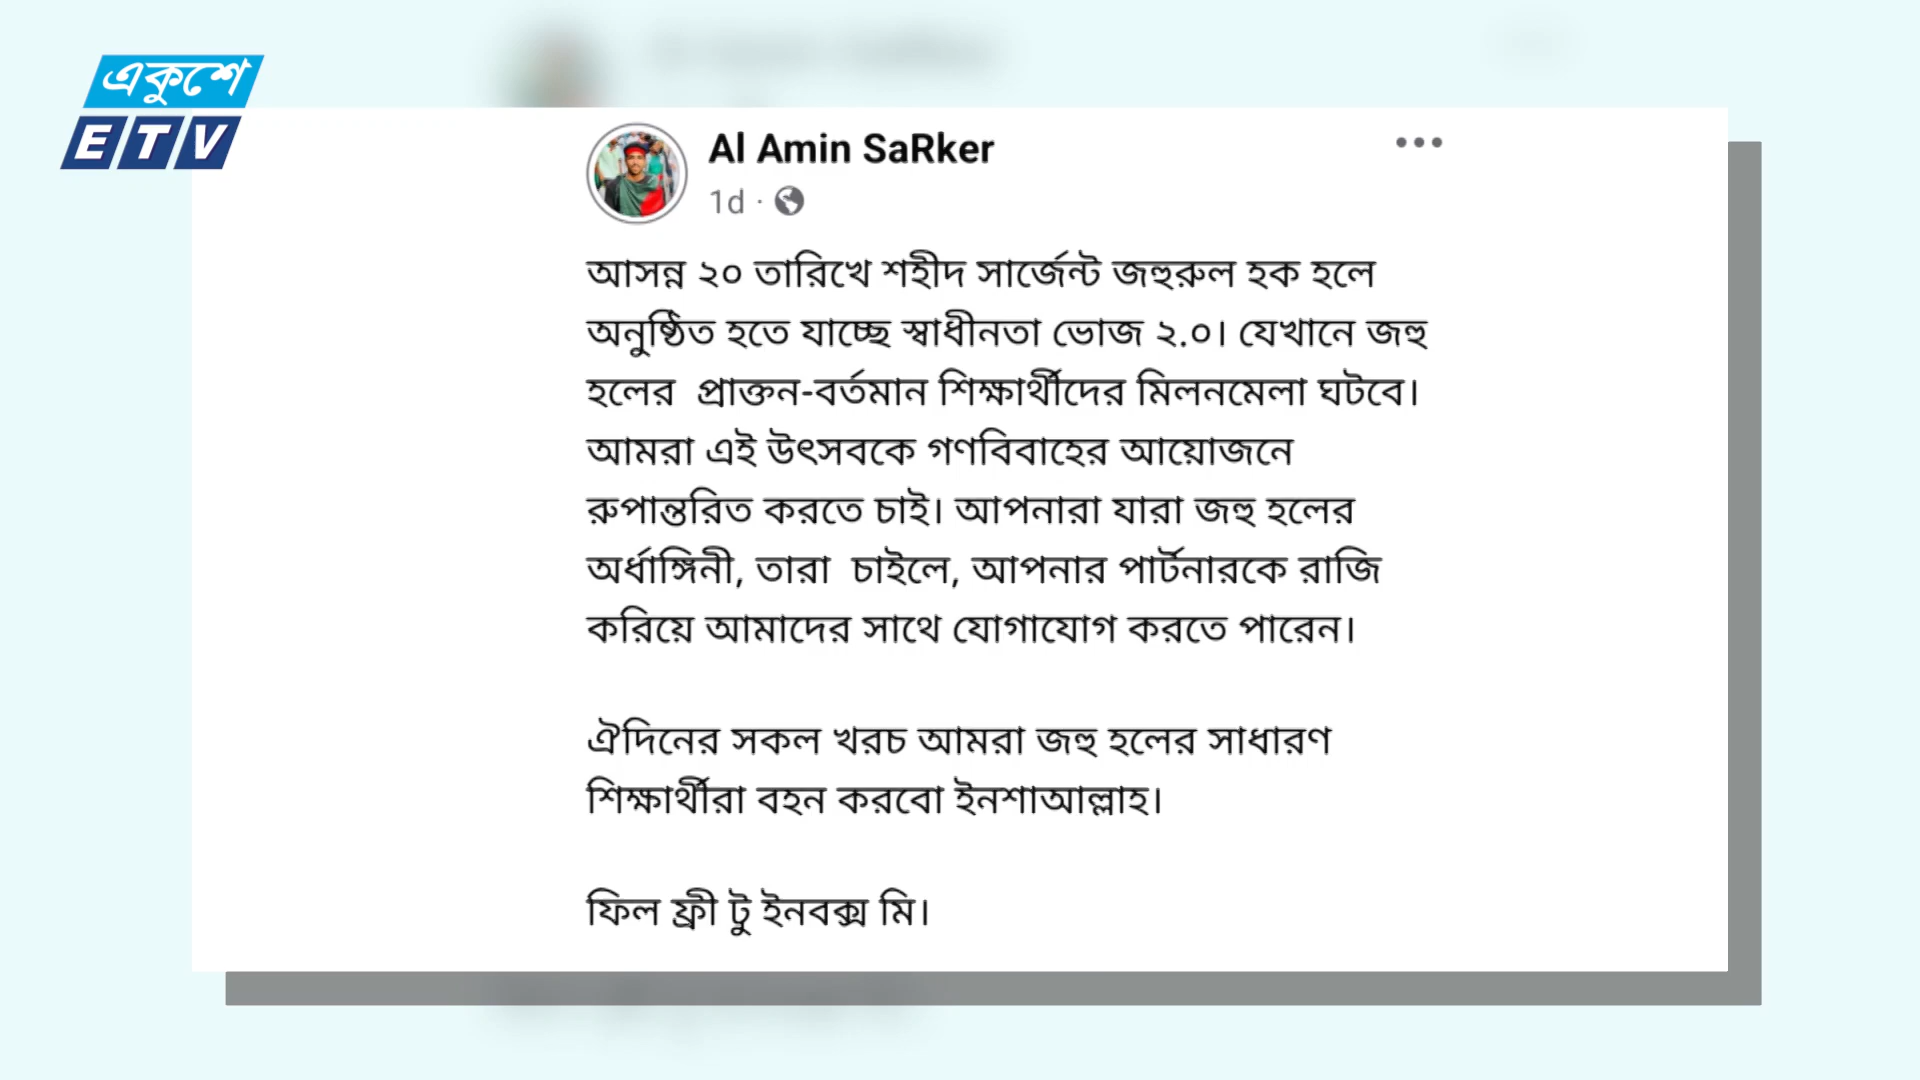 একুশে
ETV
Al Amin SaRker
1d ·
আসন্ন ২০ তারিখে শহীদ সার্জেন্ট জহুরুল হক হলে
অনুষ্ঠিত হতে যাচ্ছে স্বাধীনতা ভোজ ২.০। যেখানে জহু
হলের প্রাক্তন-বর্তমান শিক্ষার্থীদের মিলনমেলা ঘটবে।
আমরা এই উৎসবকে গণবিবাহের আয়োজনে
রুপান্তরিত করতে চাই। আপনারা যারা জহু হলের
অর্ধাঙ্গিনী, তারা চাইলে, আপনার পার্টনারকে রাজি
করিয়ে আমাদের সাথে যোগাযোগ করতে পারেন।
ঐদিনের সকল খরচ আমরা জহু হলের সাধারণ
শিক্ষার্থীরা বহন করবো ইনশাআল্লাহ।
ফিল ফ্রী টু ইনবক্স মি।